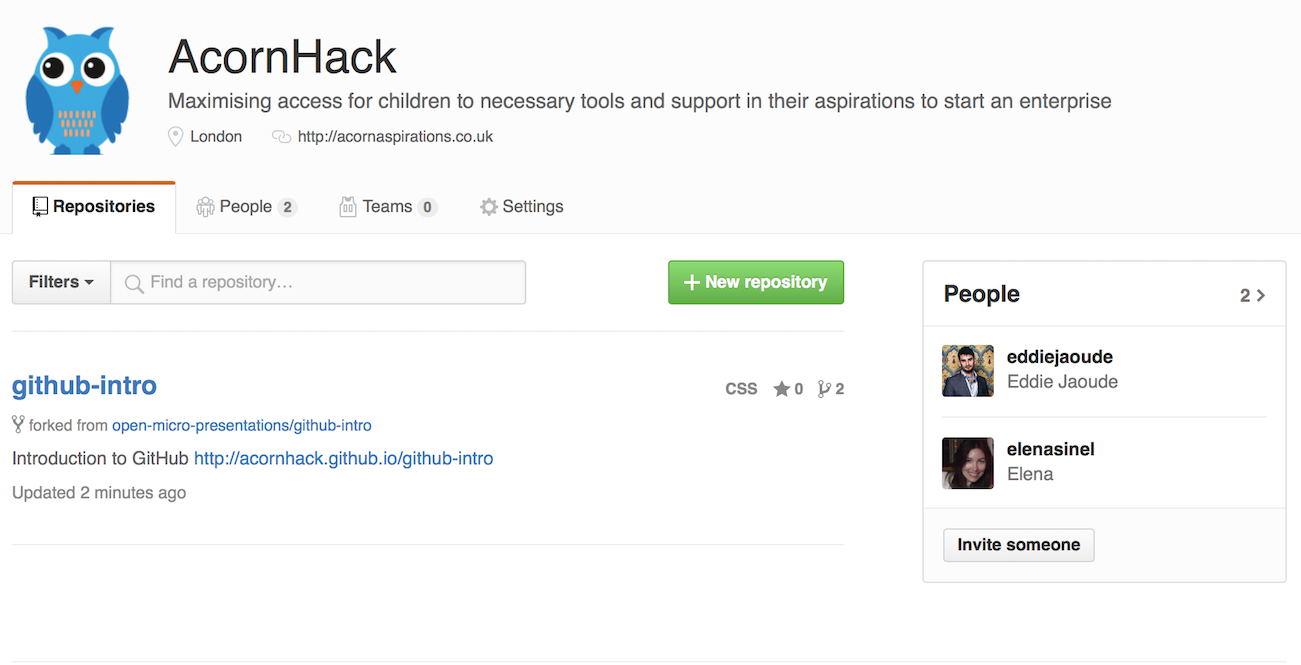 AcornHack
Maximising access for children to necessary tools and support in their aspirations to start an enterprise
London http://acornaspirations.co.uk
Repositories People 2 Teams 0 Settings
Filters Find a repository… + New repository
github-intro
CSS 0 2
forked from open-micro-presentations/github-intro
Introduction to GitHub http://acornhack.github.io/github-intro
Updated 2 minutes ago
People 2
eddiejaoude
Eddie Jaoude
elenasinel
Elena
Invite someone